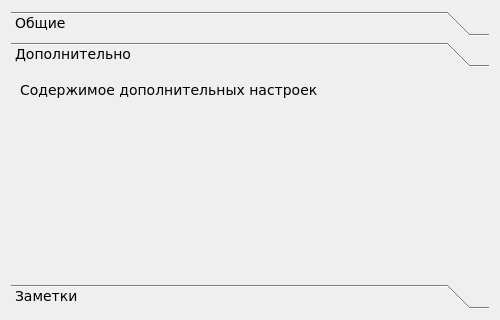 Общие
Дополнительно
Содержимое дополнительных настроек
Заметки